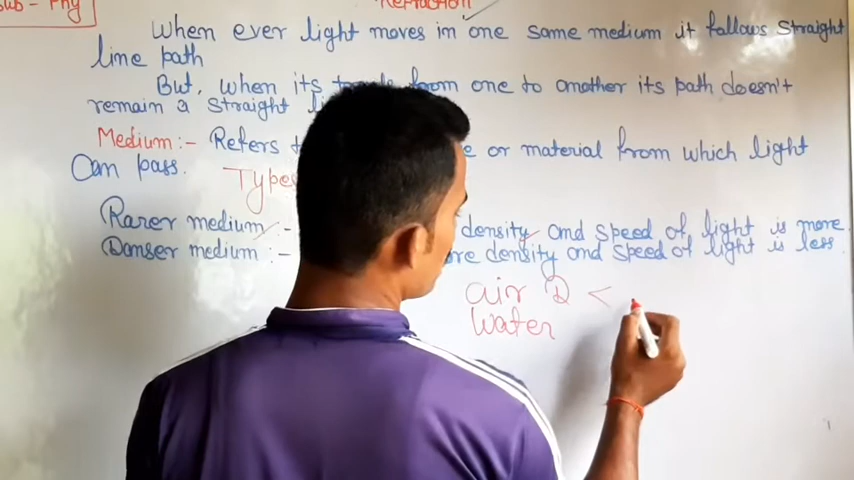 Sub - Phy
Refraction
When ever light moves in one same medium it follows straight
line path
But, when its from one to another its path doesn't
remain a straight
Medium :- Refers or material from which light
Can pass.
Types
Rarer medium :- density and speed of light is more
Danser medium :- density and speed of light is less
air D <
water